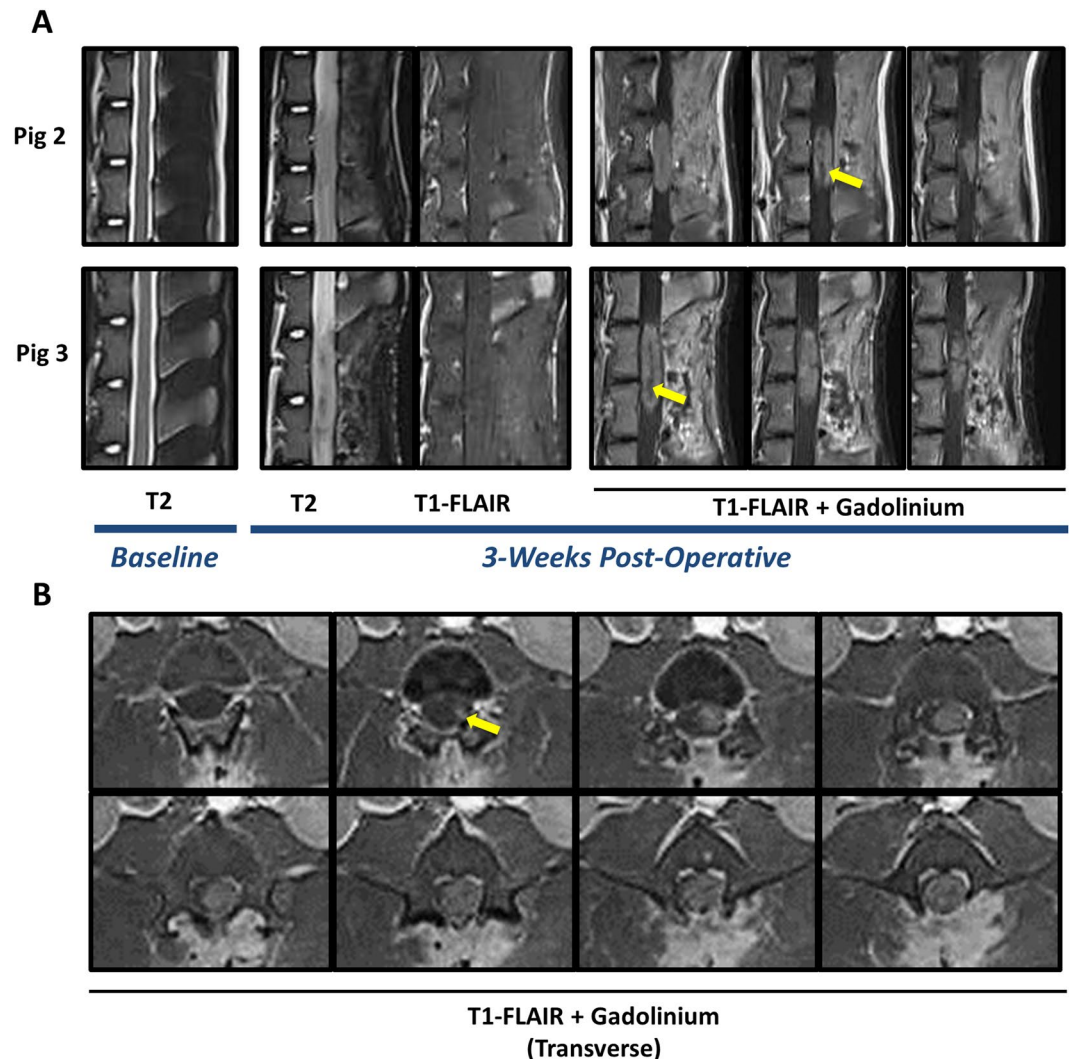 A
Pig 2
Pig 3
T2
T2
T1-FLAIR
T1-FLAIR + Gadolinium
Baseline
3-Weeks Post-Operative
B
T1-FLAIR + Gadolinium
(Transverse)